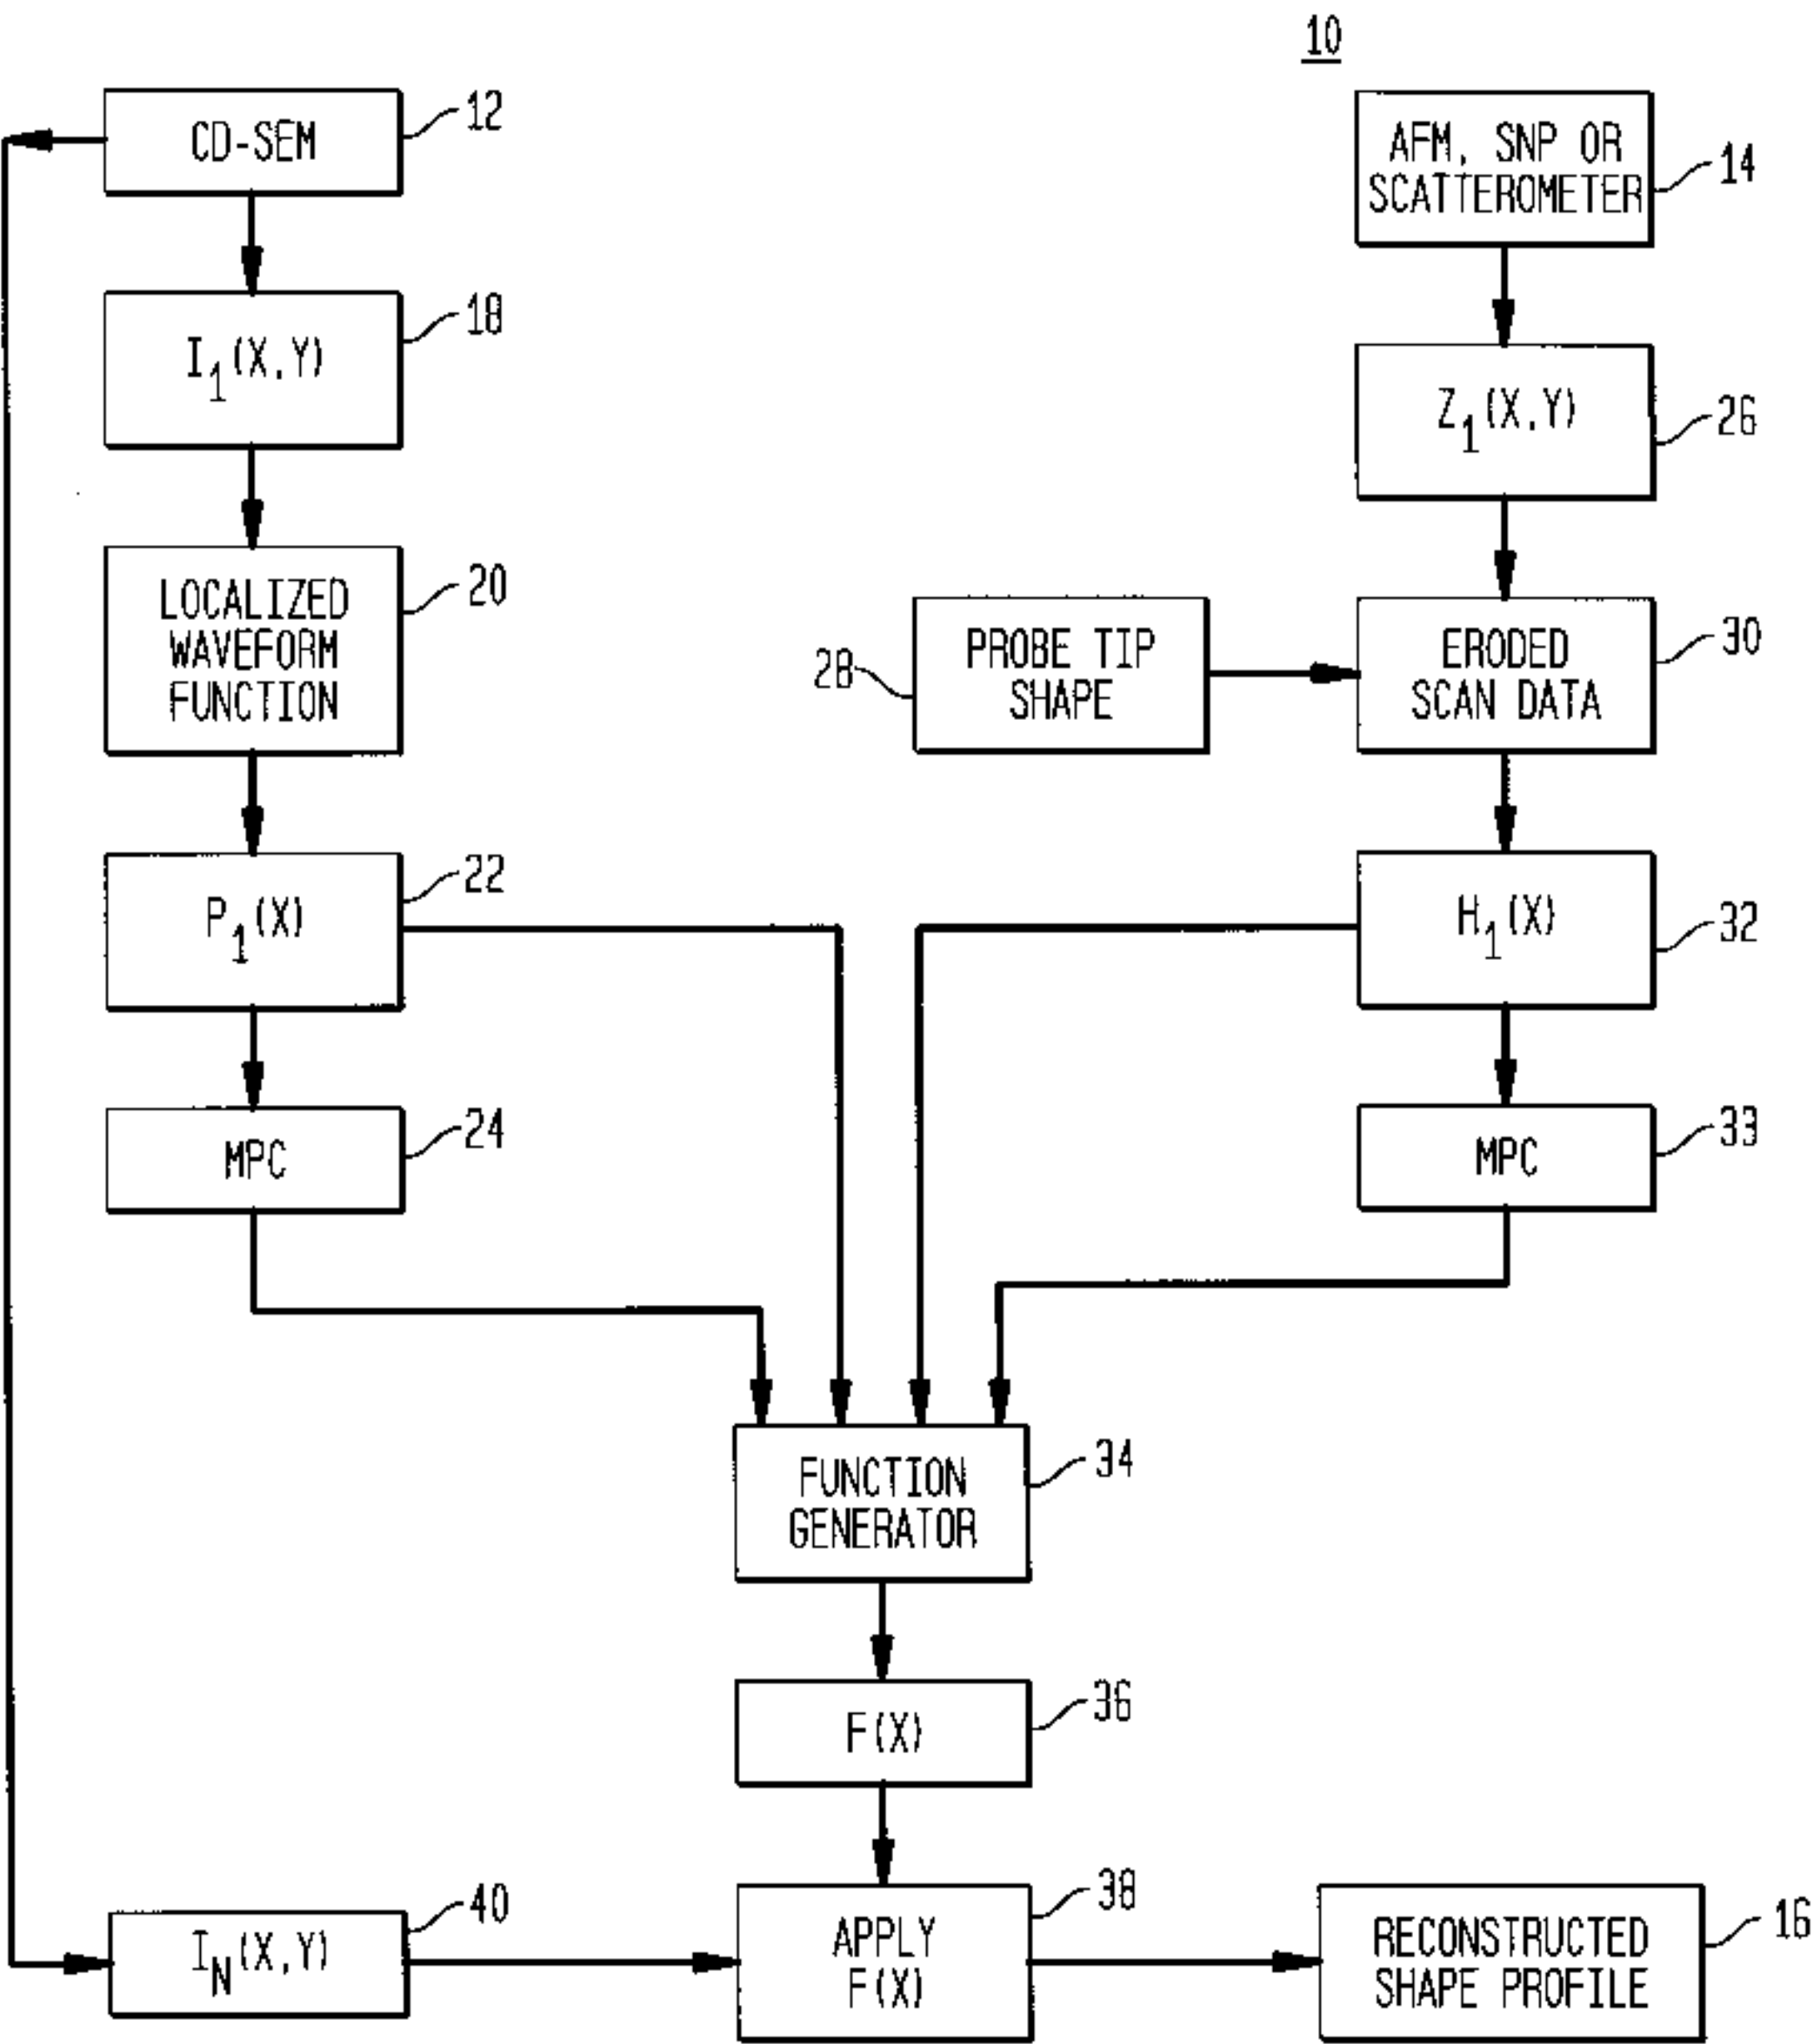 10
CD-SEM
12
AFM, SNP OR
SCATTEROMETER
14
I1(X,Y)
18
Z1(X,Y)
26
LOCALIZED
WAVEFORM
FUNCTION
20
PROBE TIP
SHAPE
28
ERODED
SCAN DATA
30
P1(X)
22
H1(X)
32
MPC
24
MPC
33
FUNCTION
GENERATOR
34
F(X)
36
IN(X,Y)
40
APPLY
F(X)
38
RECONSTRUCTED
SHAPE PROFILE
16